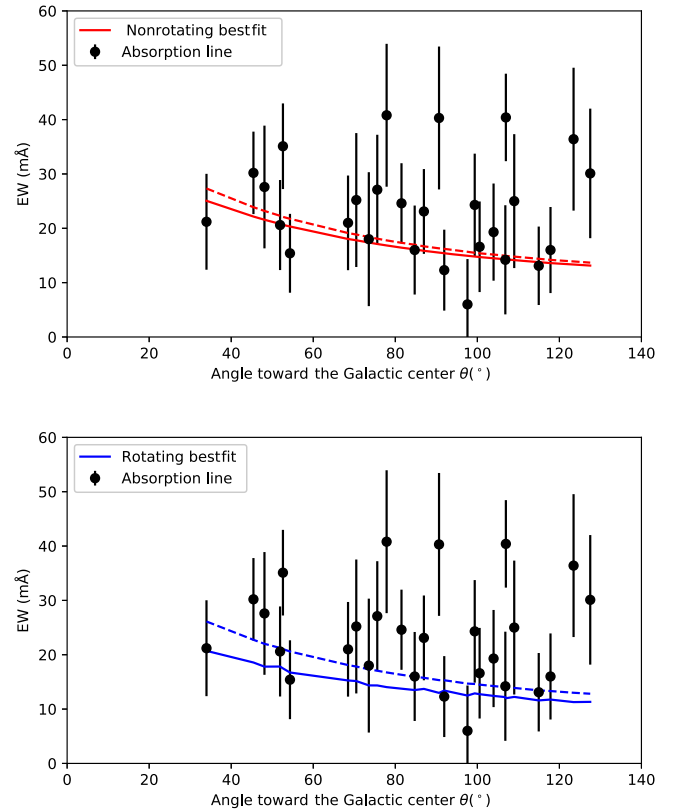 Nonrotating bestfit
Absorption line
60
50
40
30
20
10
0
EW (mÅ)
0 20 40 60 80 100 120 140
Angle toward the Galactic center θ(°)
Rotating bestfit
Absorption line
60
50
40
30
20
10
0
EW (mÅ)
0 20 40 60 80 100 120 140
Angle toward the Galactic center θ(°)